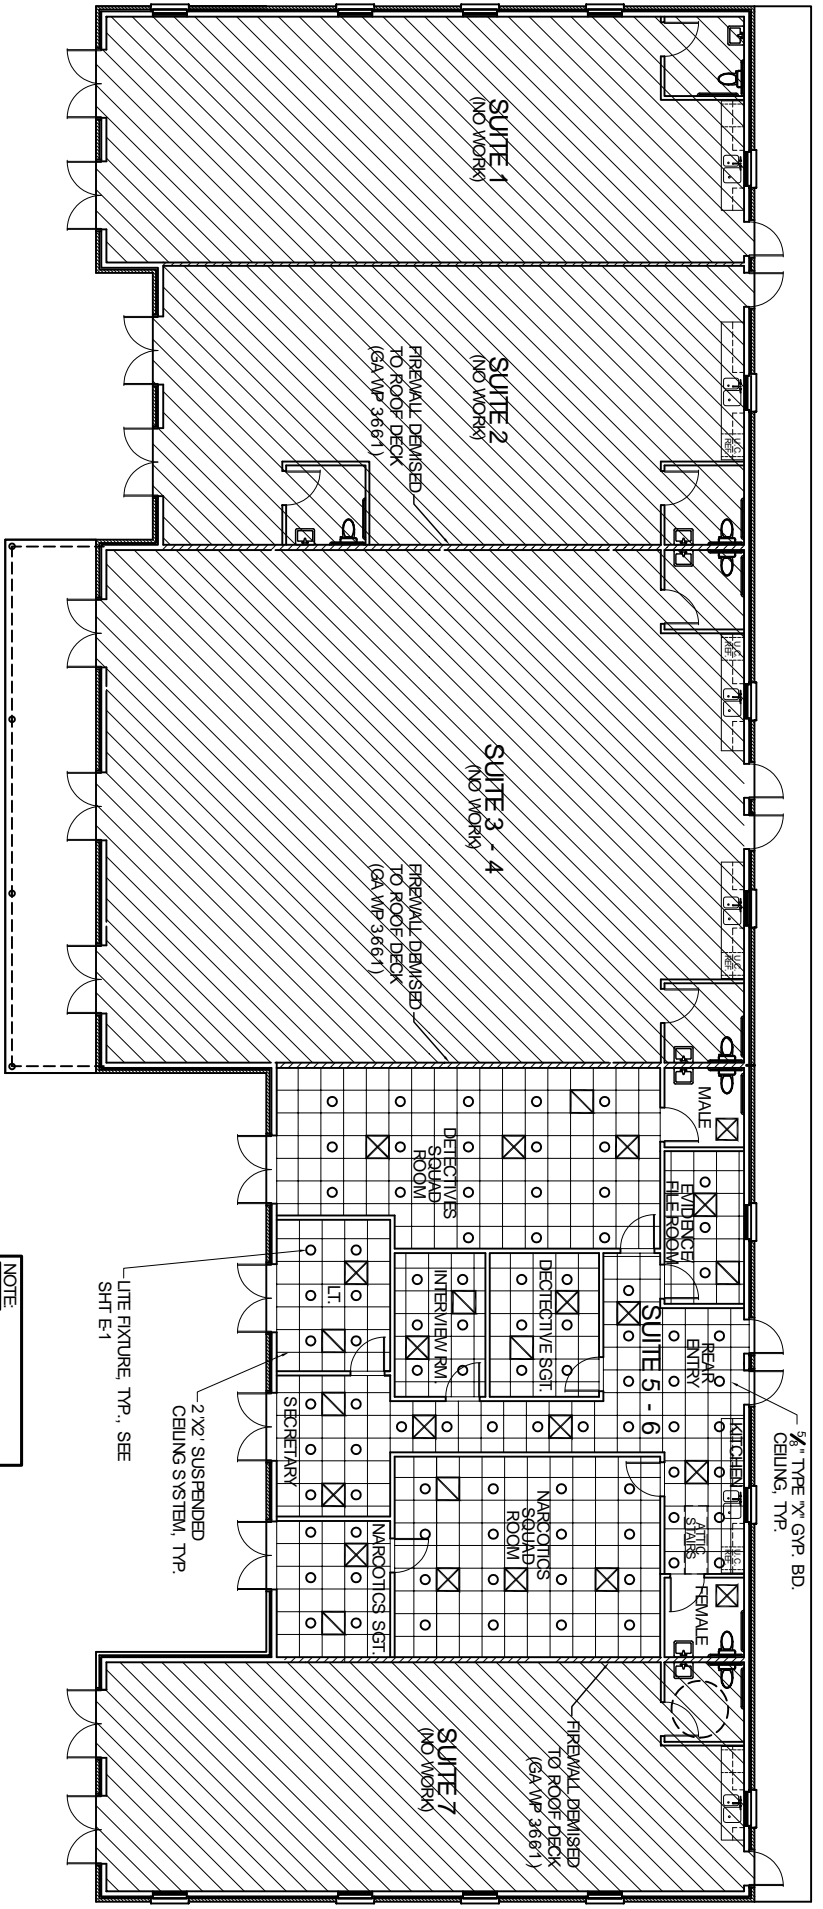 SUITE 1
(NO WORK)
SUITE 2
(NO WORK)
FIREWALL DEMISED
TO ROOF DECK
(GA WP 3661)
U.C.
REF.
SUITE 3 - 4
(NO WORK)
FIREWALL DEMISED
TO ROOF DECK
(GA WP 3661)
U.C.
REF.
U.C.
REF.
MALE
EVIDENCE
FILE ROOM
DETECTIVES
SQUAD
ROOM
LT.
INTERVIEW RM.
DECTECTIVE SGT.
SUITE 5 - 6
REAR
ENTRY
KITCHEN
U.C.
REF.
ATTIC
STAIRS
SECRETARY
NARCOTICS
SQUAD
ROOM
NARCOTICS SGT.
FEMALE
5/8" TYPE "X" GYP. BD.
CEILING, TYP.
LITE FIXTURE, TYP., SEE
SHT E-1
2'X2' SUSPENDED
CEILING SYSTEM, TYP.
FIREWALL DEMISED
TO ROOF DECK
(GA WP 3661)
SUITE 7
(NO WORK)
NOTE: